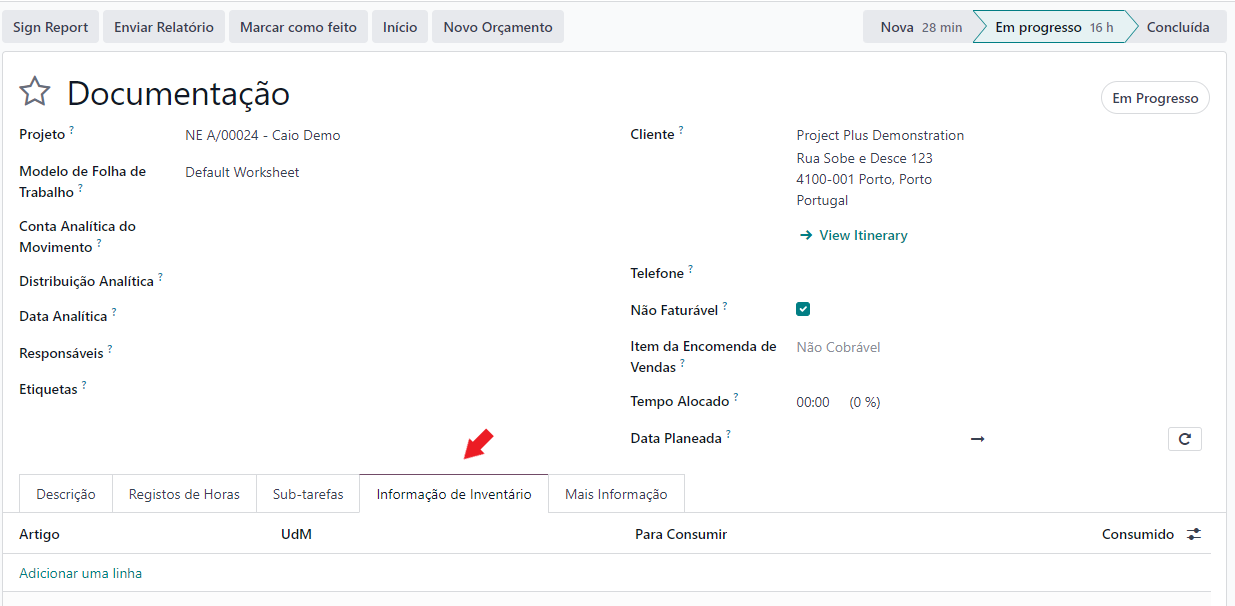 Sign Report Enviar Relatório Marcar como feito Início Novo Orçamento Nova 28 min Em progresso 16 h Concluída
Documentação
Em Progresso
Projeto ? NE A/00024 - Caio Demo
Modelo de Folha de
Trabalho ? Default Worksheet
Conta Analítica do
Movimento ?
Distribuição Analítica ?
Data Analítica ?
Responsáveis ?
Etiquetas ?
Cliente ? Project Plus Demonstration
Rua Sobe e Desce 123
4100-001 Porto, Porto
Portugal
→ View Itinerary
Telefone ?
Não Faturável ?
Item da Encomenda de
Vendas ? Não Cobrável
Tempo Alocado ? 00:00 (0 %)
Data Planeada ? →
Descrição Registos de Horas Sub-tarefas Informação de Inventário Mais Informação
Artigo UdM Para Consumir Consumido
Adicionar uma linha